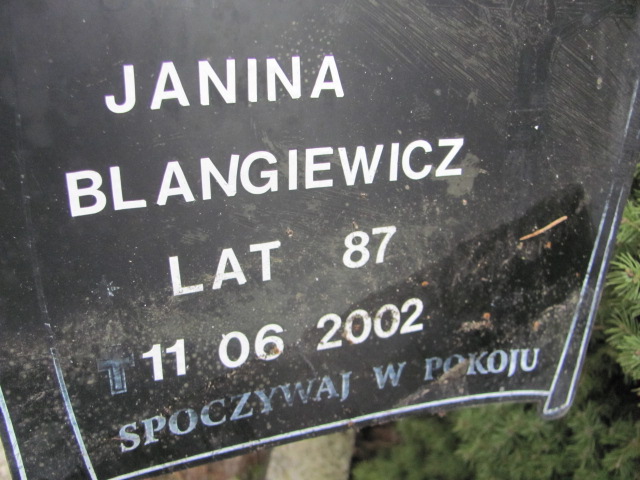 JANINA
BLANGIEWICZ
LAT 87
† 11 06 2002
SPOCZYWAJ W POKOJU